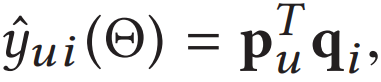 ŷ_{ui}(Θ) = 𝐩_u^T 𝐪_i,